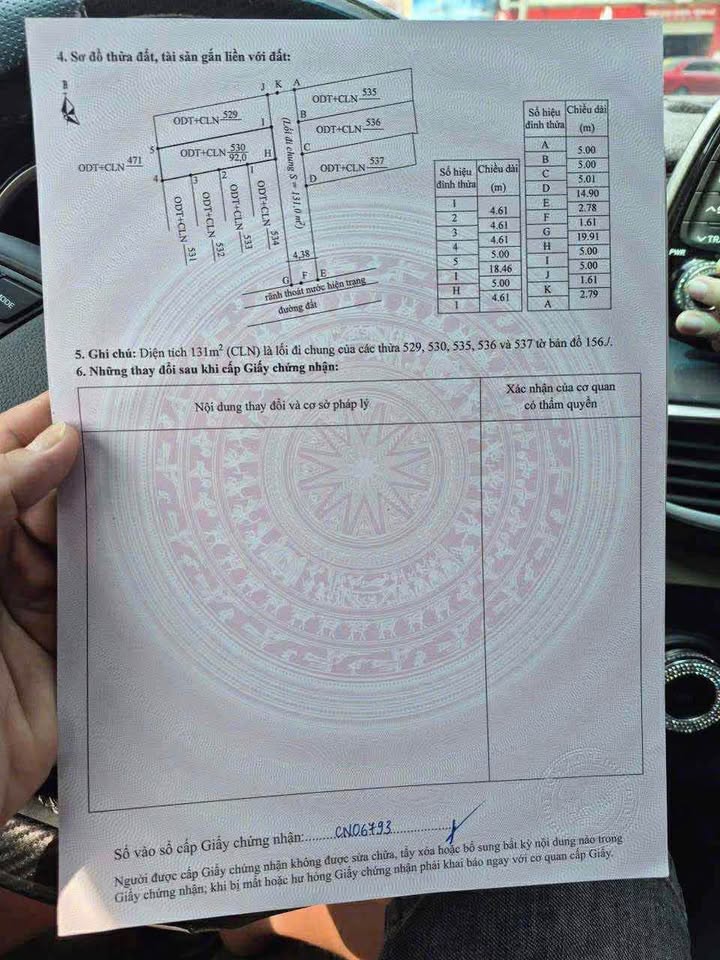 4. Sơ đồ thửa đất, tài sản gắn liền với đất:
B
J K A
ODT+CLN 535
ODT+CLN 529
B
ODT+CLN 536
I
5
ODT+CLN 530
92,0
H
C
ODT+CLN 471
ODT+CLN 537
4
3
2
1
D
(Lối đi chung S = 131.0 m²)
ODT+CLN 531
ODT+CLN 532
ODT+CLN 533
ODT+CLN 534
4,38
G F E
rãnh thoát nước hiện trạng
đường đất
Số hiệu đỉnh thửa
Chiều dài (m)
1
4.61
2
4.61
3
4.61
4
5.00
5
18.46
I
5.00
H
4.61
1
Số hiệu đỉnh thửa
Chiều dài (m)
A
5.00
B
5.00
C
5.01
D
14.90
E
2.78
F
1.61
G
19.91
H
5.00
I
5.00
J
1.61
K
2.79
A
5. Ghi chú: Diện tích 131m² (CLN) là lối đi chung của các thửa 529, 530, 535, 536 và 537 tờ bản đồ 156./.
6. Những thay đổi sau khi cấp Giấy chứng nhận:
Nội dung thay đổi và cơ sở pháp lý
Xác nhận của cơ quan
có thẩm quyền
Số vào sổ cấp Giấy chứng nhận: CN06793
Người được cấp Giấy chứng nhận không được sửa chữa, tẩy xóa hoặc bổ sung bất kỳ nội dung nào trong
Giấy chứng nhận; khi bị mất hoặc hư hỏng Giấy chứng nhận phải khai báo ngay với cơ quan cấp Giấy.
MODE
PWR